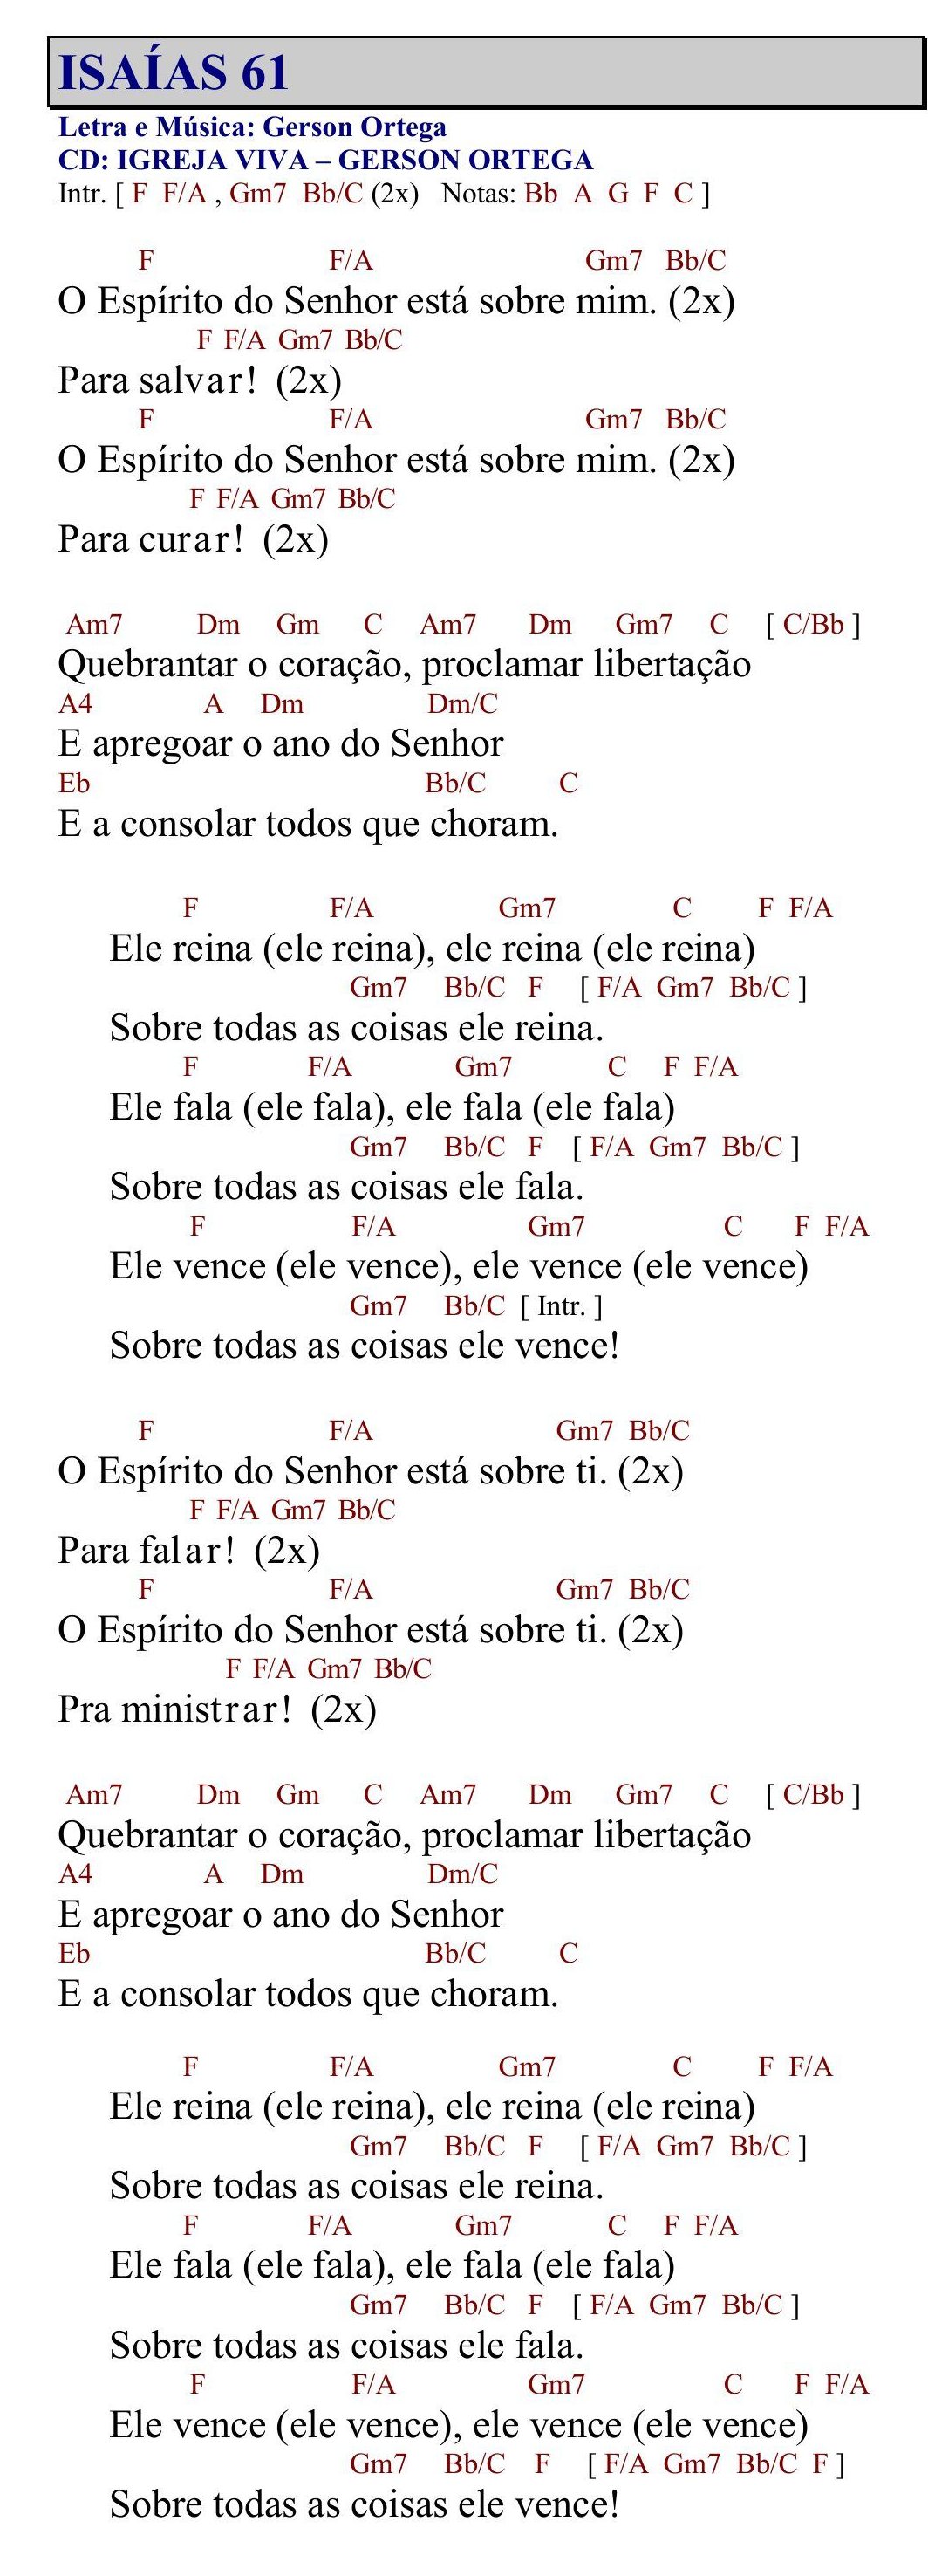 ISAÍAS 61
Letra e Música: Gerson Ortega
CD: IGREJA VIVA – GERSON ORTEGA
Intr. [ F F/A , Gm7 Bb/C (2x) Notas: Bb A G F C ]
F F/A Gm7 Bb/C
O Espírito do Senhor está sobre mim. (2x)
F F/A Gm7 Bb/C
Para salvar! (2x)
F F/A Gm7 Bb/C
O Espírito do Senhor está sobre mim. (2x)
F F/A Gm7 Bb/C
Para curar! (2x)
Am7 Dm Gm C Am7 Dm Gm7 C [ C/Bb ]
Quebrantar o coração, proclamar libertação
A4 A Dm Dm/C
E apregoar o ano do Senhor
Eb Bb/C C
E a consolar todos que choram.
F F/A Gm7 C F F/A
Ele reina (ele reina), ele reina (ele reina)
Gm7 Bb/C F [ F/A Gm7 Bb/C ]
Sobre todas as coisas ele reina.
F F/A Gm7 C F F/A
Ele fala (ele fala), ele fala (ele fala)
Gm7 Bb/C F [ F/A Gm7 Bb/C ]
Sobre todas as coisas ele fala.
F F/A Gm7 C F F/A
Ele vence (ele vence), ele vence (ele vence)
Gm7 Bb/C [ Intr. ]
Sobre todas as coisas ele vence!
F F/A Gm7 Bb/C
O Espírito do Senhor está sobre ti. (2x)
F F/A Gm7 Bb/C
Para falar! (2x)
F F/A Gm7 Bb/C
O Espírito do Senhor está sobre ti. (2x)
F F/A Gm7 Bb/C
Pra ministrar! (2x)
Am7 Dm Gm C Am7 Dm Gm7 C [ C/Bb ]
Quebrantar o coração, proclamar libertação
A4 A Dm Dm/C
E apregoar o ano do Senhor
Eb Bb/C C
E a consolar todos que choram.
F F/A Gm7 C F F/A
Ele reina (ele reina), ele reina (ele reina)
Gm7 Bb/C F [ F/A Gm7 Bb/C ]
Sobre todas as coisas ele reina.
F F/A Gm7 C F F/A
Ele fala (ele fala), ele fala (ele fala)
Gm7 Bb/C F [ F/A Gm7 Bb/C ]
Sobre todas as coisas ele fala.
F F/A Gm7 C F F/A
Ele vence (ele vence), ele vence (ele vence)
Gm7 Bb/C F [ F/A Gm7 Bb/C F ]
Sobre todas as coisas ele vence!